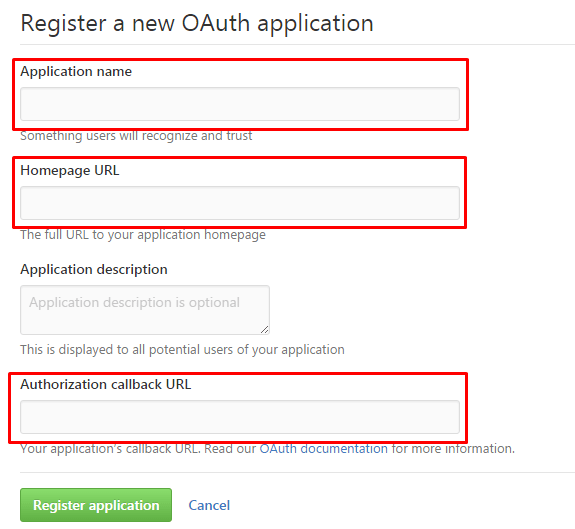 Register a new OAuth application
Application name
Something users will recognize and trust
Homepage URL
The full URL to your application homepage
Application description
Application description is optional
This is displayed to all potential users of your application
Authorization callback URL
Your application's callback URL. Read our OAuth documentation for more information.
Register application Cancel